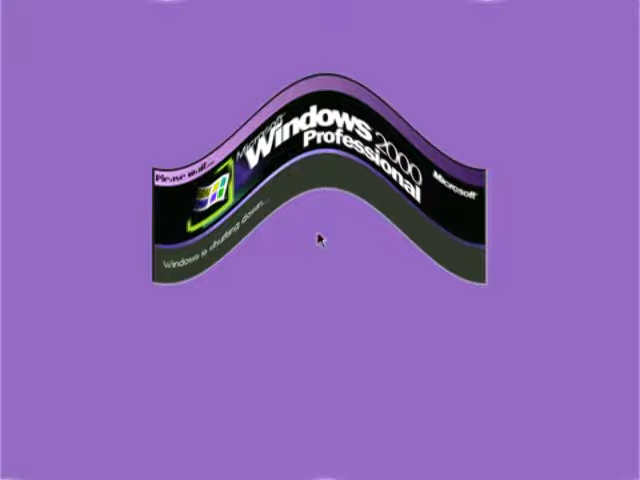 Please wait...
Microsoft
Windows 2000
Professional
Microsoft
Windows is shutting down...